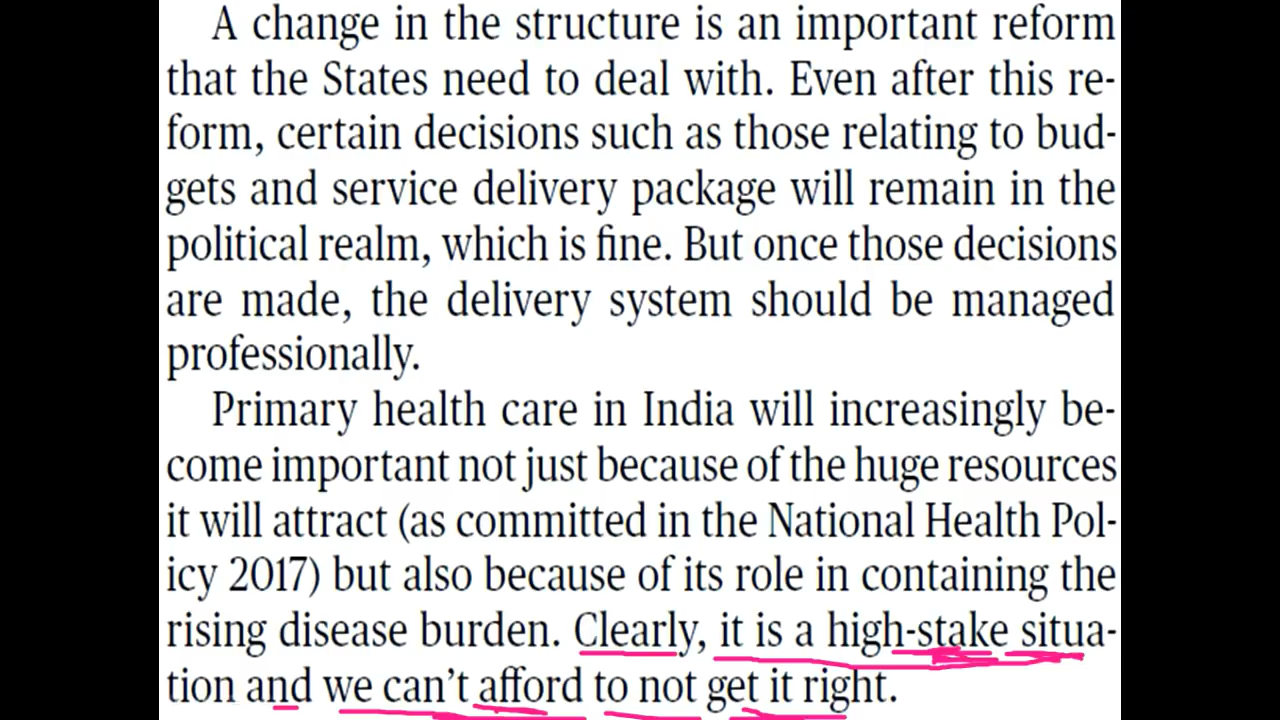 A change in the structure is an important reform
that the States need to deal with. Even after this re-
form, certain decisions such as those relating to bud-
gets and service delivery package will remain in the
political realm, which is fine. But once those decisions
are made, the delivery system should be managed
professionally.
Primary health care in India will increasingly be-
come important not just because of the huge resources
it will attract (as committed in the National Health Pol-
icy 2017) but also because of its role in containing the
rising disease burden. Clearly, it is a high-stake situa-
tion and we can't afford to not get it right.